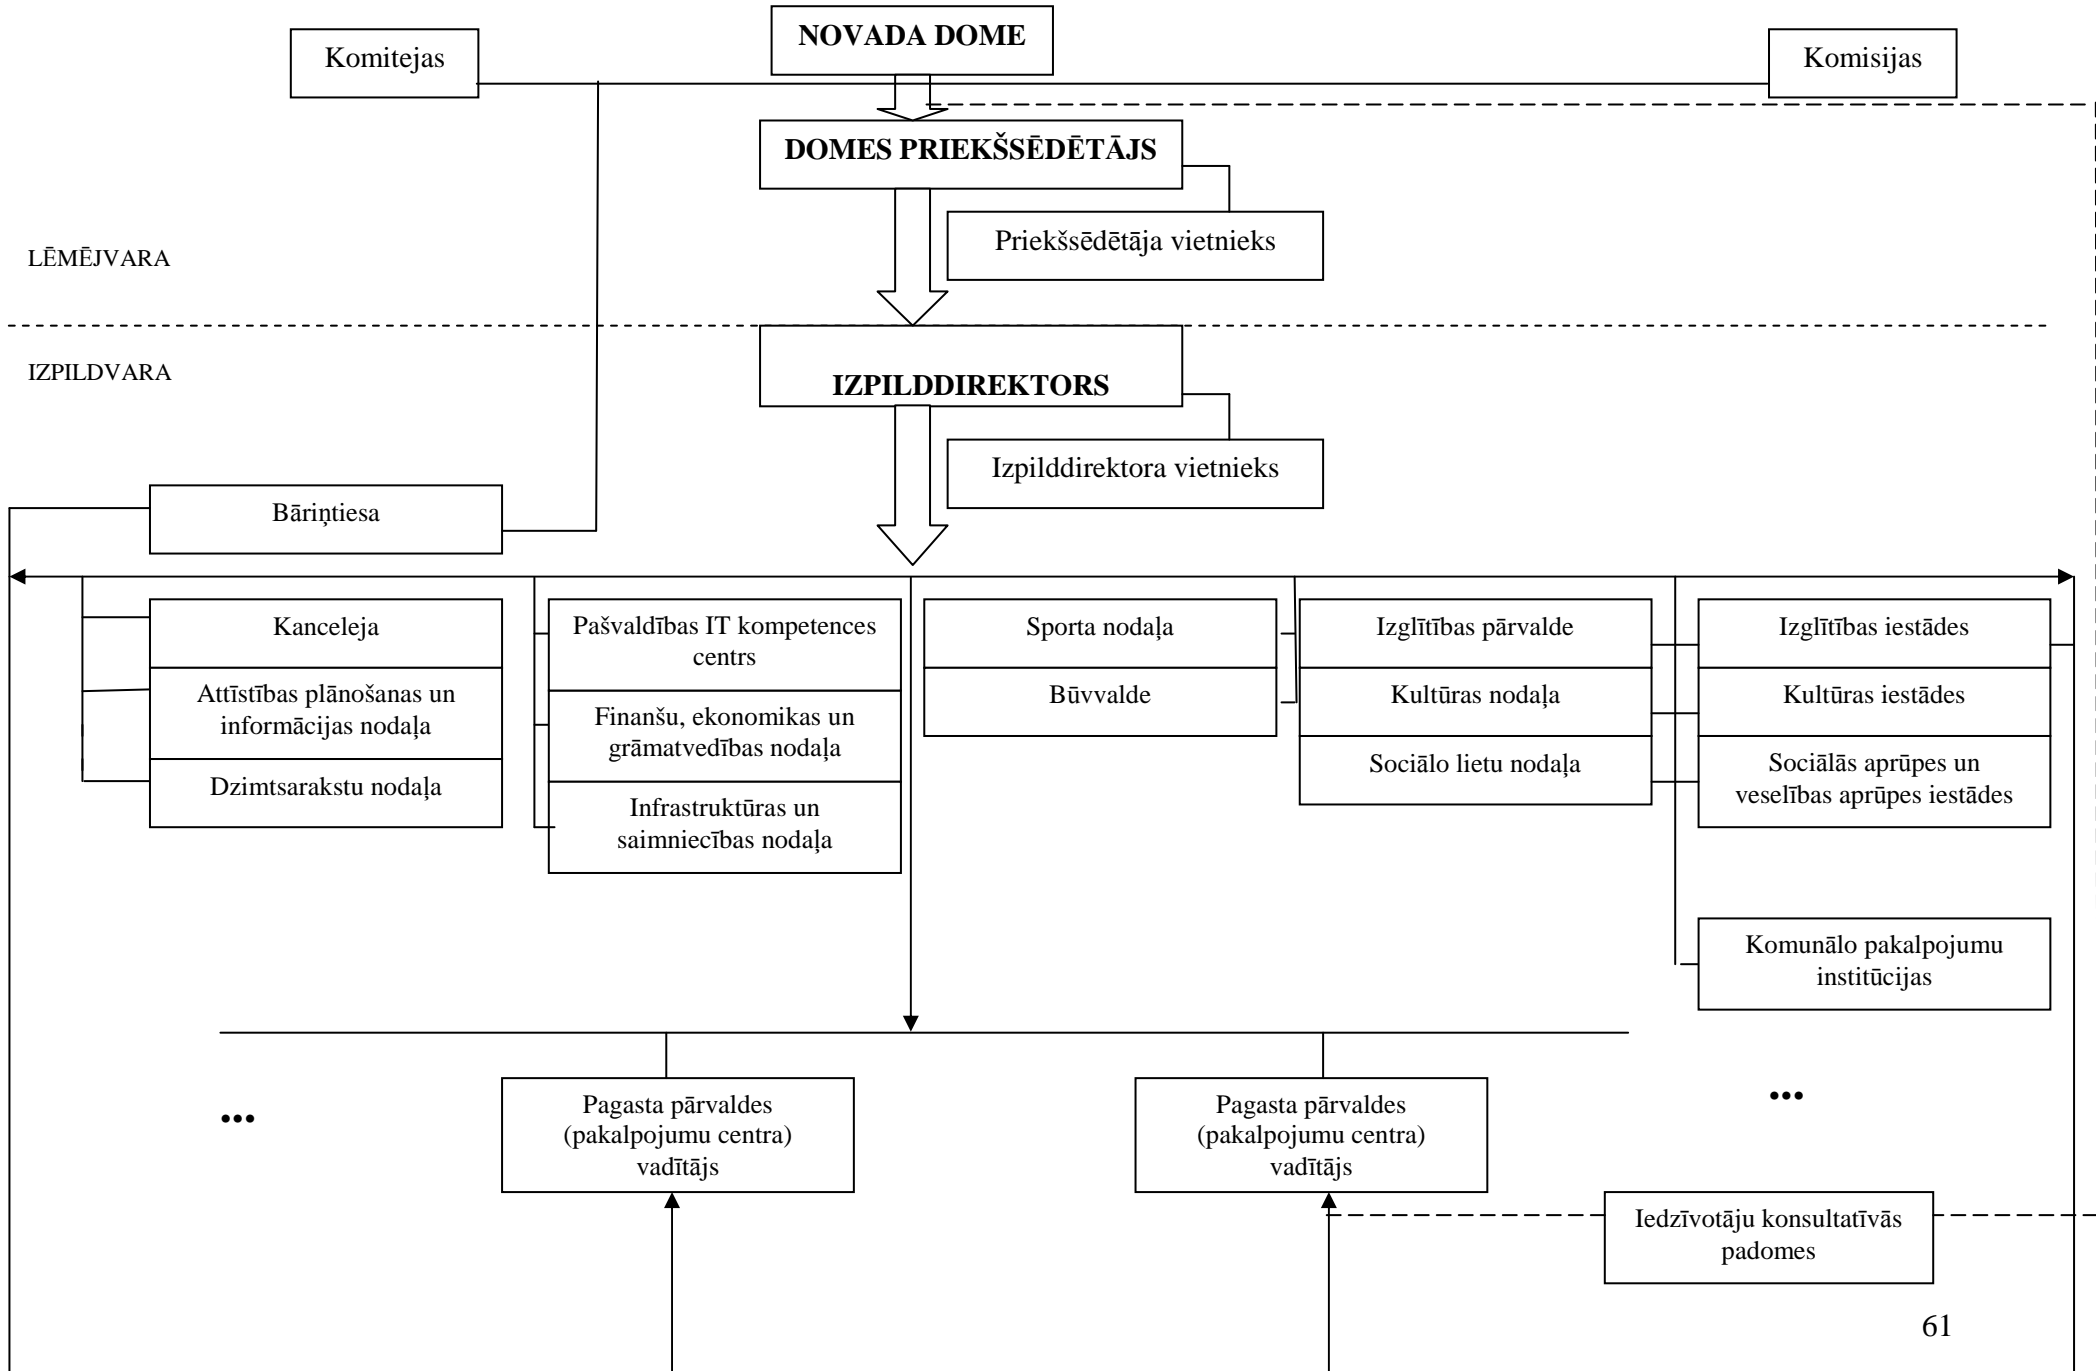 NOVADA DOME
Komitejas
Komisijas
DOMES PRIEKŠSĒDĒTĀJS
Priekšsēdētāja vietnieks
LĒMĒJVARA
IZPILDVARA
IZPILDDIREKTORS
Izpilddirektora vietnieks
Bāriņtiesa
Kanceleja
Attīstības plānošanas un
informācijas nodaļa
Dzimtsarakstu nodaļa
Pašvaldības IT kompetences
centrs
Finanšu, ekonomikas un
grāmatvedības nodaļa
Infrastruktūras un
saimniecības nodaļa
Sporta nodaļa
Būvvalde
Izglītības pārvalde
Kultūras nodaļa
Sociālo lietu nodaļa
Izglītības iestādes
Kultūras iestādes
Sociālās aprūpes un
veselības aprūpes iestādes
Komunālo pakalpojumu
institūcijas
...
Pagasta pārvaldes
(pakalpojumu centra)
vadītājs
Pagasta pārvaldes
(pakalpojumu centra)
vadītājs
...
Iedzīvotāju konsultatīvās
padomes
61